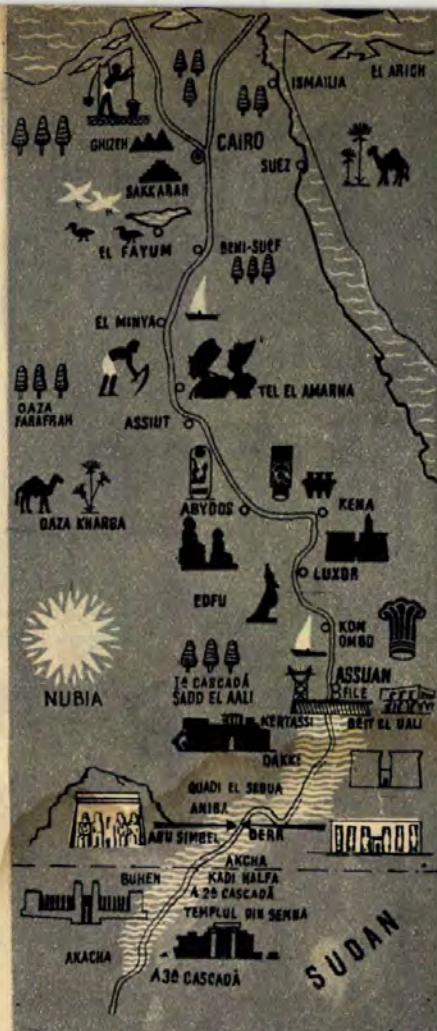 EL ARICH
ISMAILIA
GHIZEH
CAIRO
SUEZ
SAKKARAH
EL FAYUM
BENI-SUEF
EL MINYA
TEL EL AMARNA
OAZA
FARAFRAH
ASSIUT
ABYDOS
KENA
OAZA KHARGA
LUXOR
EDFU
KOM
OMBO
NUBIA
1ª CASCADĂ
SADD EL AALI
ASSUAN
FILE
KERTASSI
BEIT EL UALI
DAKKE
QUADI EL SEBUA
ANIBA
ABU SIMBEL
DERR
AKCHA
BUHEN
KADI HALFA
A 2ª CASCADĂ
TEMPLUL DIN SEMNA
AKACHA
A 3ª CASCADĂ
SUDAN